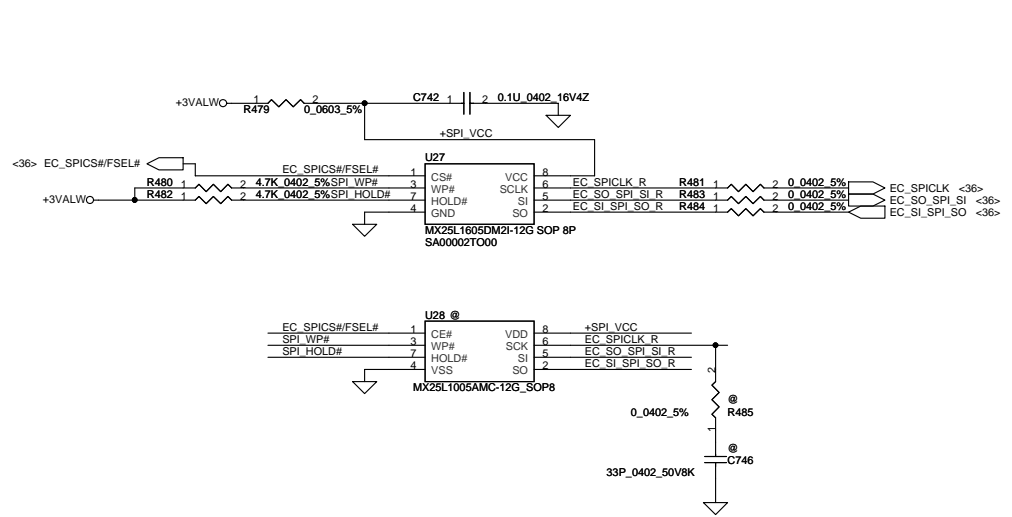 +3VALW 1 2 C742 1 2 0.1U_0402_16V4Z
R479 0_0603_5%
+SPI_VCC
U27
<36> EC_SPICS#/FSEL# EC_SPICS#/FSEL# 1 CS# VCC 8
R480 1 2 4.7K_0402_5% SPI_WP# 3 WP# SCLK 6 EC_SPICLK_R R481 1 2 0_0402_5% EC_SPICLK <36>
+3VALW R482 1 2 4.7K_0402_5% SPI_HOLD# 7 HOLD# SI 5 EC_SO_SPI_SI_R R483 1 2 0_0402_5% EC_SO_SPI_SI <36>
4 GND SO 2 EC_SI_SPI_SO_R R484 1 2 0_0402_5% EC_SI_SPI_SO <36>
MX25L1605DM2I-12G SOP 8P
SA00002TO00
U28 @
EC_SPICS#/FSEL# 1 CE# VDD 8 +SPI_VCC
SPI_WP# 3 WP# SCK 6 EC_SPICLK_R
SPI_HOLD# 7 HOLD# SI 5 EC_SO_SPI_SI_R
4 VSS SO 2 EC_SI_SPI_SO_R
MX25L1005AMC-12G_SOP8
2
@
0_0402_5% R485
1
@
C746
33P_0402_50V8K